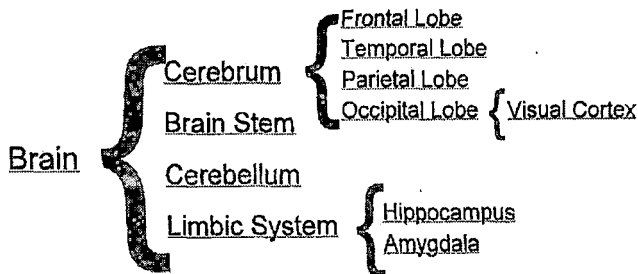 Frontal Lobe
Temporal Lobe
Cerebrum
Parietal Lobe
Occipital Lobe
Visual Cortex
Brain Stem
Brain
Cerebellum
Limbic System
Hippocampus
Amygdala